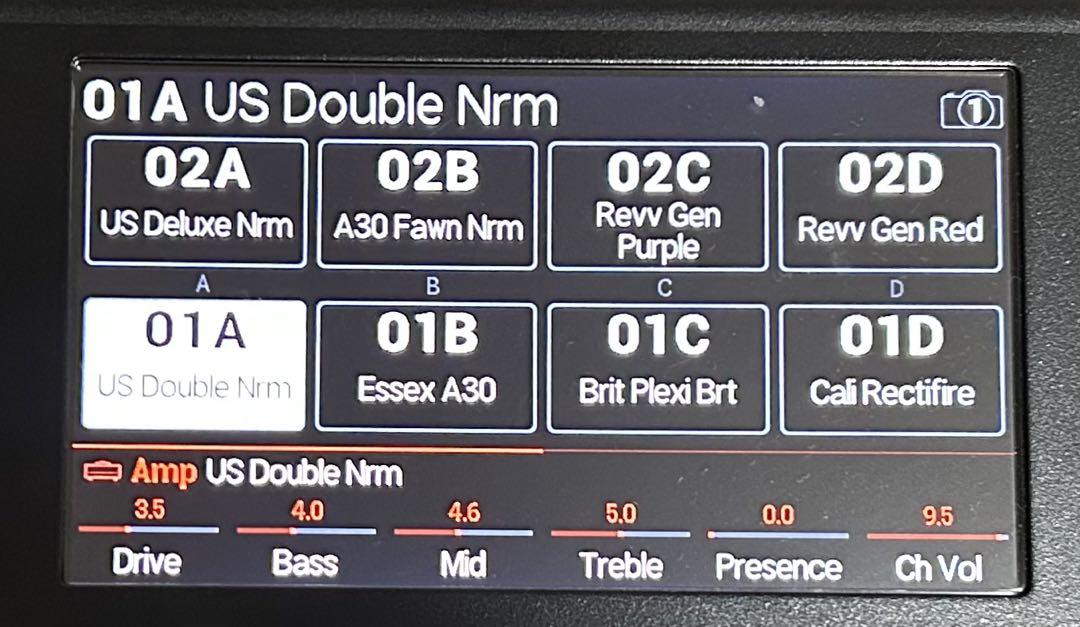 01A US Double Nrm
1
02A
US Deluxe Nrm
02B
A30 Fawn Nrm
02C
Revv Gen
Purple
02D
Revv Gen Red
A
B
C
D
01A
US Double Nrm
01B
Essex A30
01C
Brit Plexi Brt
01D
Cali Rectifire
Amp US Double Nrm
3.5
4.0
4.6
5.0
0.0
9.5
Drive
Bass
Mid
Treble
Presence
Ch Vol